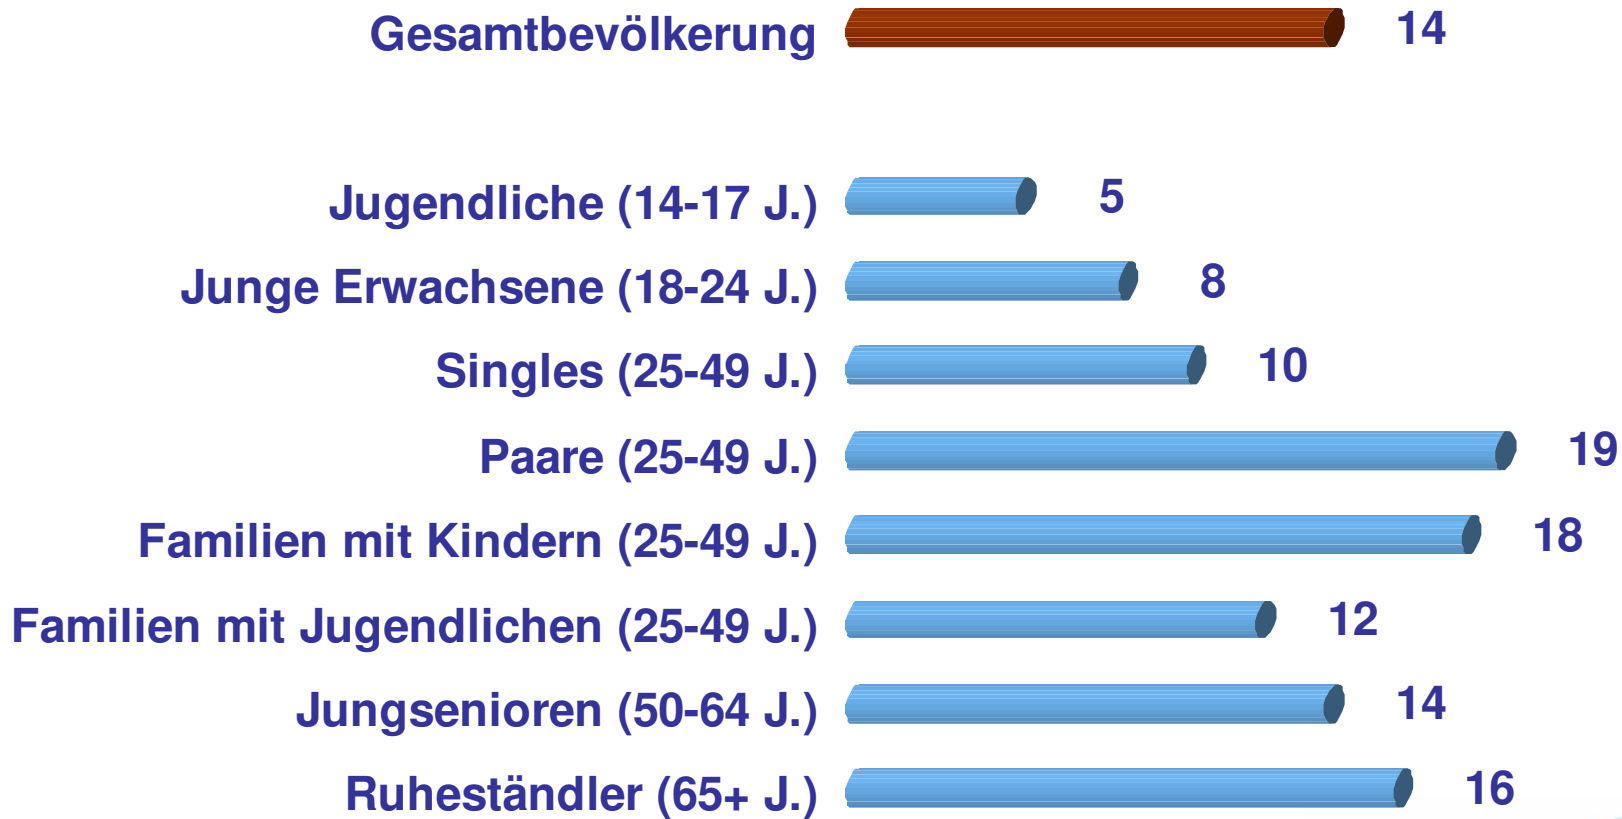 Gesamtbevölkerung 14
Jugendliche (14-17 J.) 5
Junge Erwachsene (18-24 J.) 8
Singles (25-49 J.) 10
Paare (25-49 J.) 19
Familien mit Kindern (25-49 J.) 18
Familien mit Jugendlichen (25-49 J.) 12
Jungsenioren (50-64 J.) 14
Ruheständler (65+ J.) 16